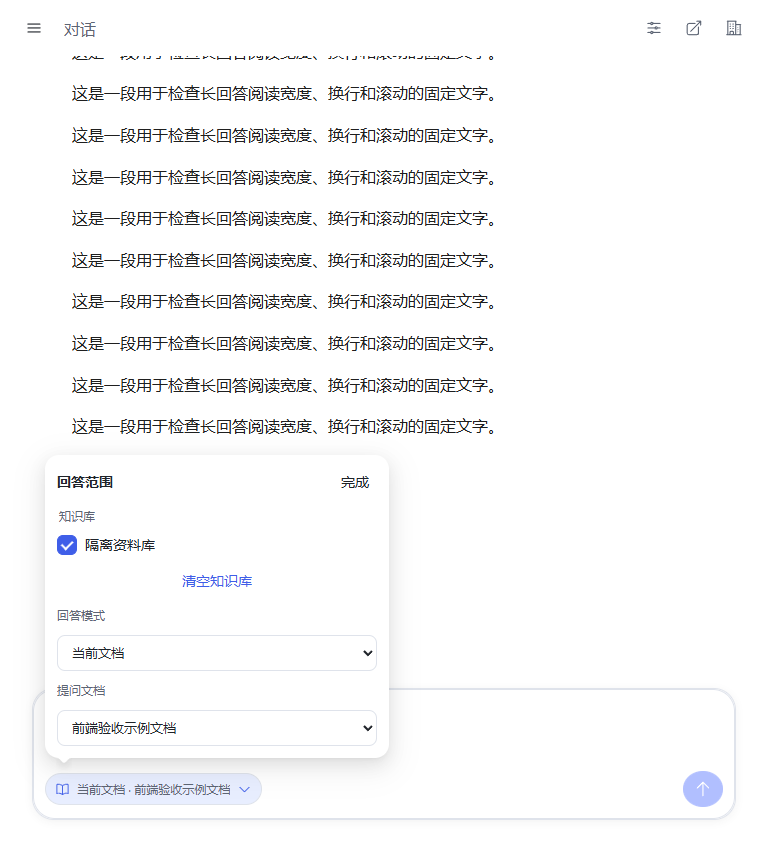 对话
这是一段用于检查长回答阅读宽度、换行和滚动的固定文字。
这是一段用于检查长回答阅读宽度、换行和滚动的固定文字。
这是一段用于检查长回答阅读宽度、换行和滚动的固定文字。
这是一段用于检查长回答阅读宽度、换行和滚动的固定文字。
这是一段用于检查长回答阅读宽度、换行和滚动的固定文字。
这是一段用于检查长回答阅读宽度、换行和滚动的固定文字。
这是一段用于检查长回答阅读宽度、换行和滚动的固定文字。
这是一段用于检查长回答阅读宽度、换行和滚动的固定文字。
这是一段用于检查长回答阅读宽度、换行和滚动的固定文字。
这是一段用于检查长回答阅读宽度、换行和滚动的固定文字。
回答范围 完成
知识库
隔离资料库
清空知识库
回答模式
当前文档
提问文档
前端验收示例文档
当前文档 · 前端验收示例文档